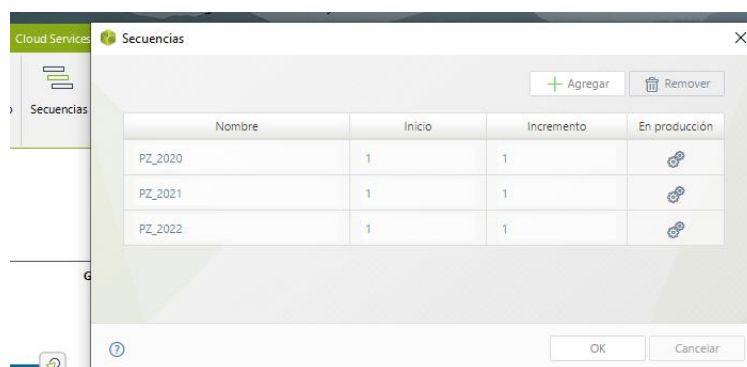 Cloud Services
Secuencias
Secuencias
Agregar
Remover
Nombre
Inicio
Incremento
En producción
PZ_2020
1
1
PZ_2021
1
1
PZ_2022
1
1
G
OK
Cancelar